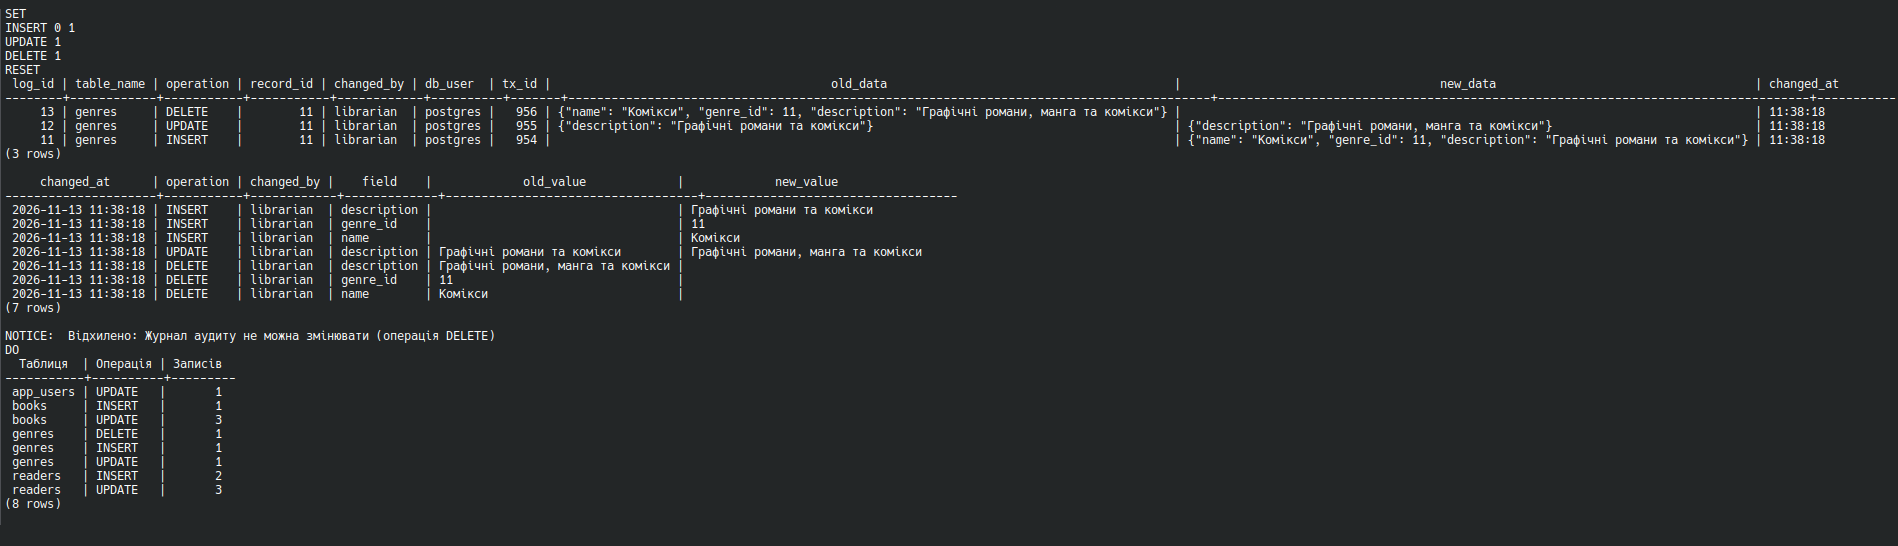 SET
INSERT 0 1
UPDATE 1
DELETE 1
RESET
 log_id | table_name | operation | record_id | changed_by | db_user  | tx_id |                                        old_data                                         |                                    new_data                                     | changed_at
--------+------------+-----------+-----------+------------+----------+-------+-----------------------------------------------------------------------------------------+---------------------------------------------------------------------------------+------------
     13 | genres     | DELETE    |        11 | librarian  | postgres |   956 | {"name": "Комікси", "genre_id": 11, "description": "Графічні романи, манга та комікси"} |                                                                                 | 11:38:18
     12 | genres     | UPDATE    |        11 | librarian  | postgres |   955 | {"description": "Графічні романи та комікси"}                                           | {"description": "Графічні романи, манга та комікси"}                            | 11:38:18
     11 | genres     | INSERT    |        11 | librarian  | postgres |   954 |                                                                                         | {"name": "Комікси", "genre_id": 11, "description": "Графічні романи та комікси"} | 11:38:18
(3 rows)
     changed_at      | operation | changed_by |    field    |            old_value              |             new_value
---------------------+-----------+------------+-------------+-----------------------------------+-----------------------------------
 2026-11-13 11:38:18 | INSERT    | librarian  | description |                                   | Графічні романи та комікси
 2026-11-13 11:38:18 | INSERT    | librarian  | genre_id    |                                   | 11
 2026-11-13 11:38:18 | INSERT    | librarian  | name        |                                   | Комікси
 2026-11-13 11:38:18 | UPDATE    | librarian  | description | Графічні романи та комікси        | Графічні романи, манга та комікси
 2026-11-13 11:38:18 | DELETE    | librarian  | description | Графічні романи, манга та комікси |
 2026-11-13 11:38:18 | DELETE    | librarian  | genre_id    | 11                                |
 2026-11-13 11:38:18 | DELETE    | librarian  | name        | Комікси                           |
(7 rows)
NOTICE:  Відхилено: Журнал аудиту не можна змінювати (операція DELETE)
DO
  Таблиця  | Операція | Записів
-----------+----------+---------
 app_users | UPDATE   |       1
 books     | INSERT   |       1
 books     | UPDATE   |       3
 genres    | DELETE   |       1
 genres    | INSERT   |       1
 genres    | UPDATE   |       1
 readers   | INSERT   |       2
 readers   | UPDATE   |       3
(8 rows)